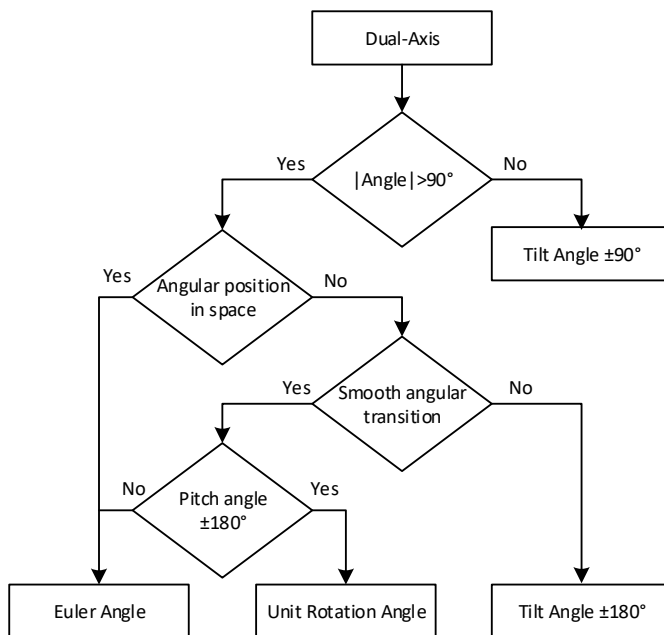 Dual-Axis
Yes
|Angle|>90°
No
Tilt Angle ±90°
Yes
Angular position
in space
No
Yes
Smooth angular
transition
No
No
Pitch angle
±180°
Yes
Euler Angle
Unit Rotation Angle
Tilt Angle ±180°